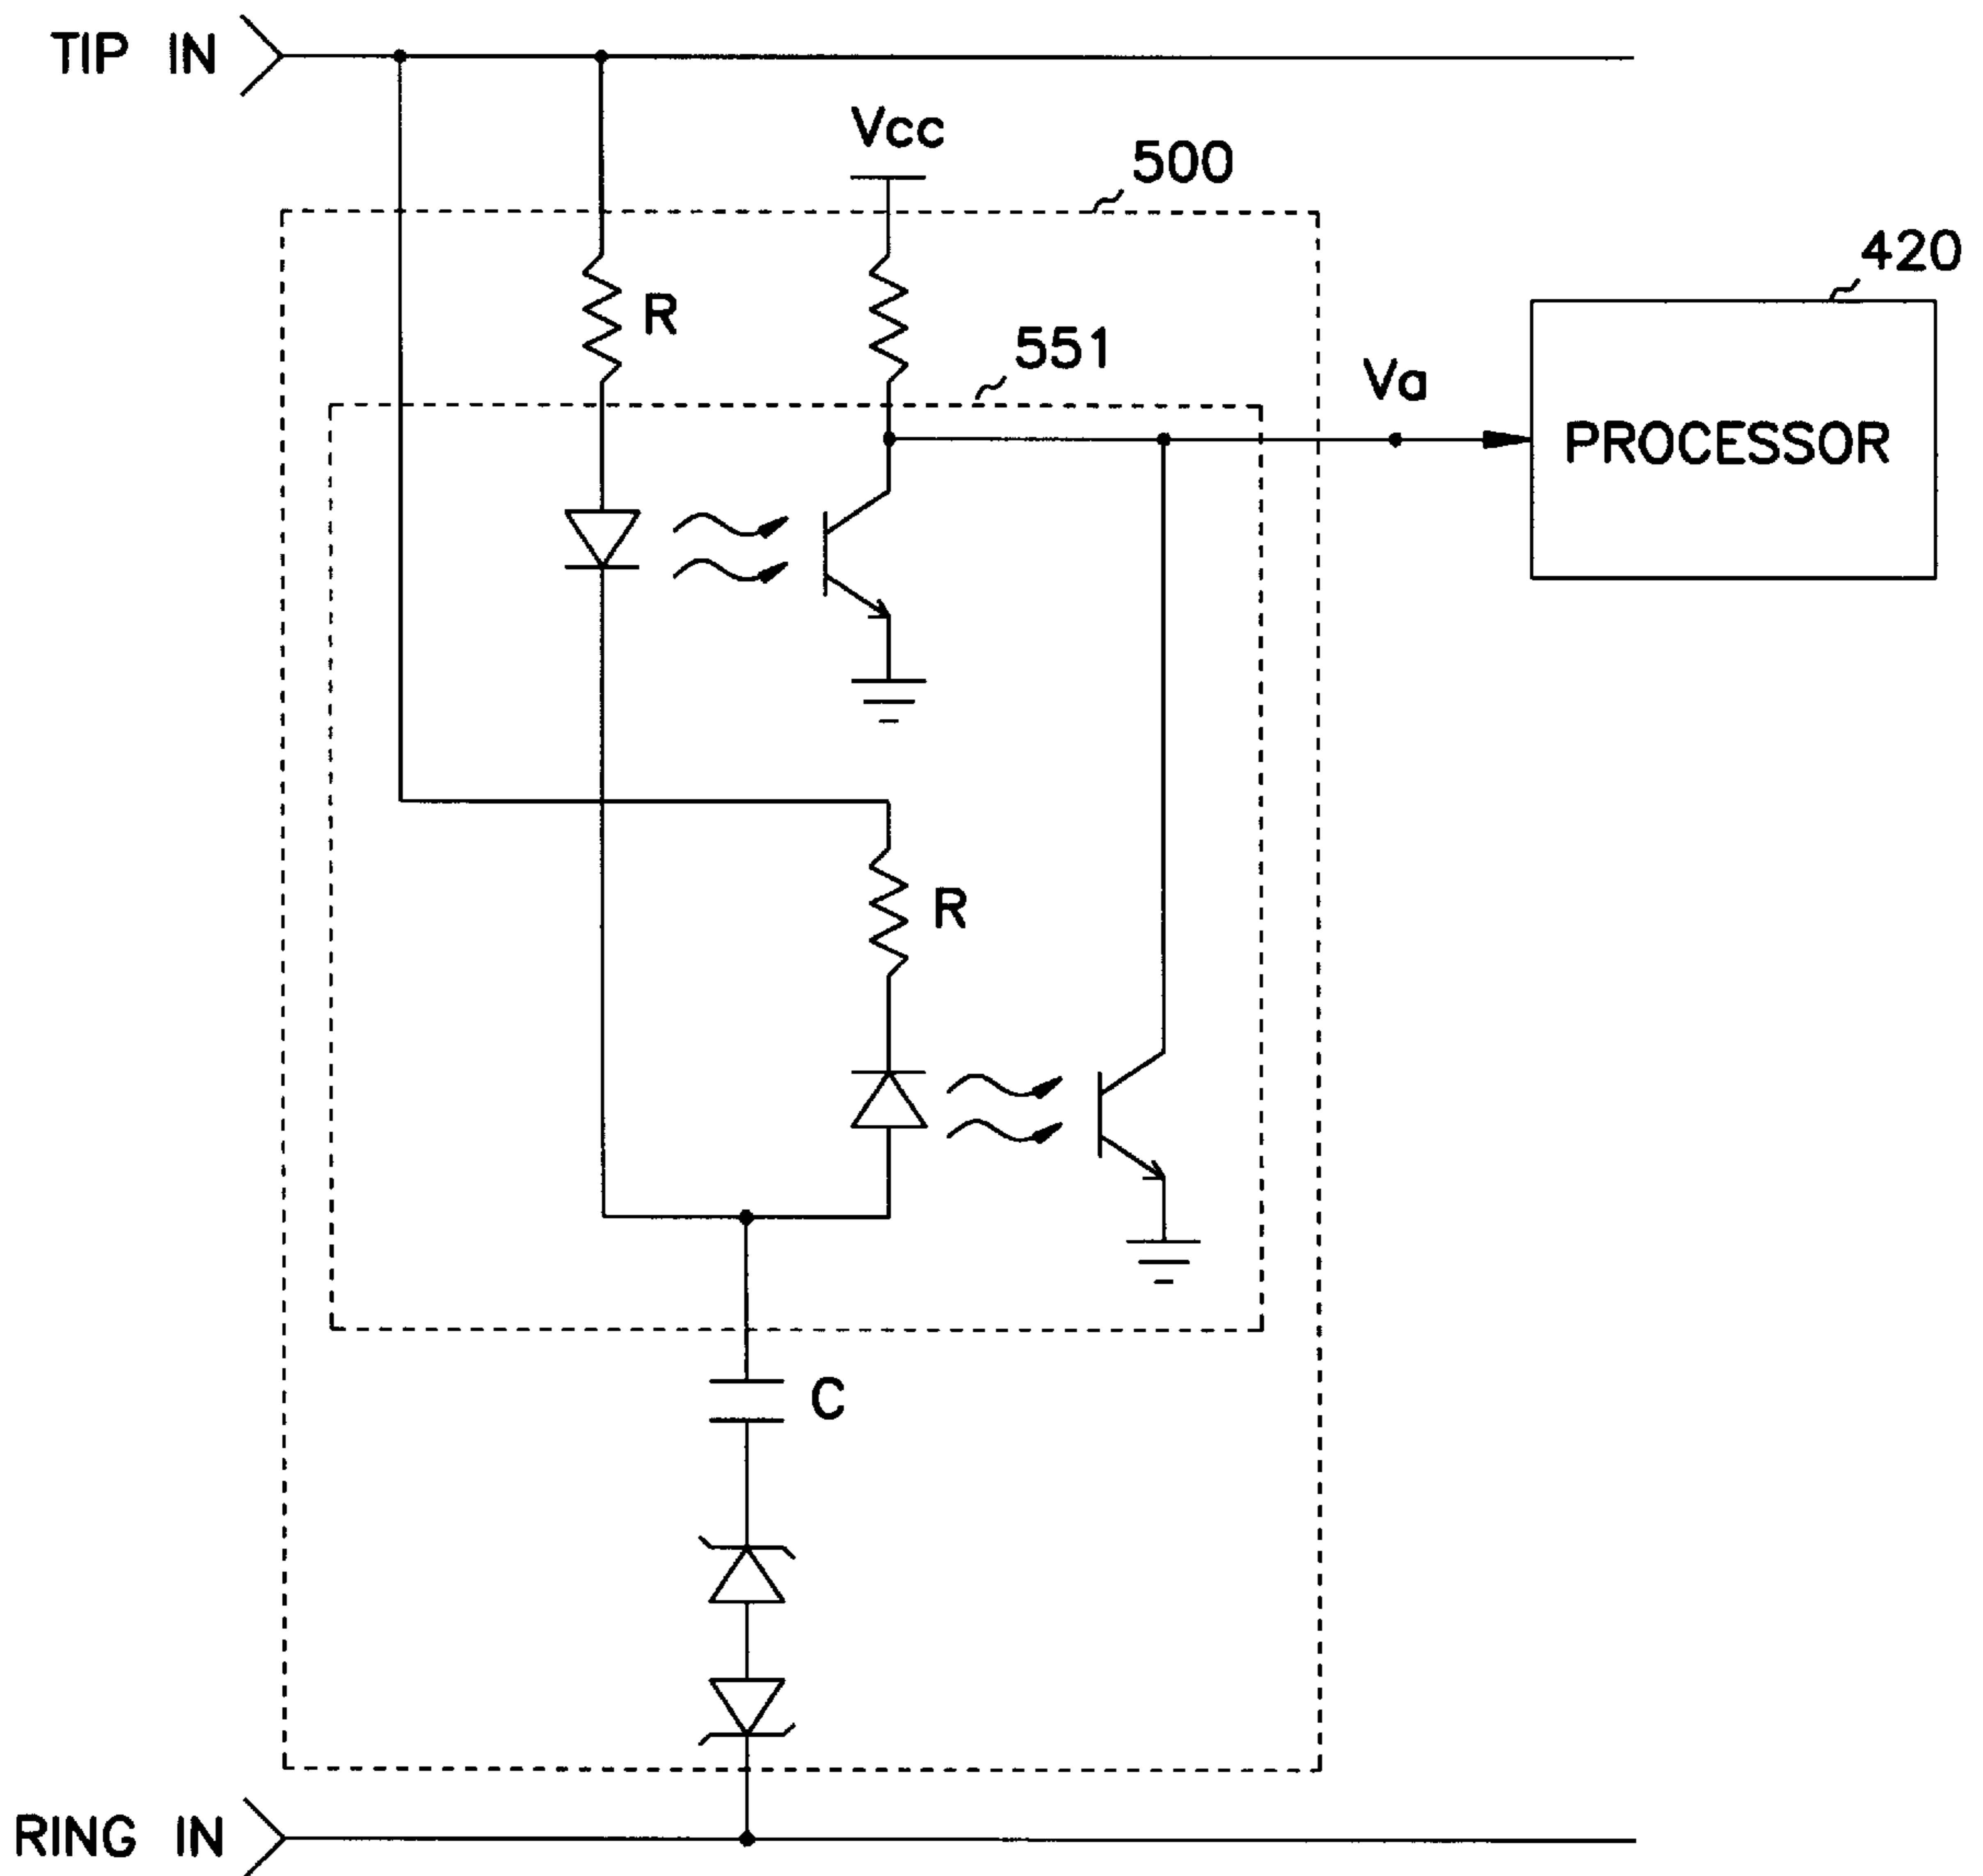 TIP IN
Vcc
500
420
R
551
Va
PROCESSOR
R
C
RING IN